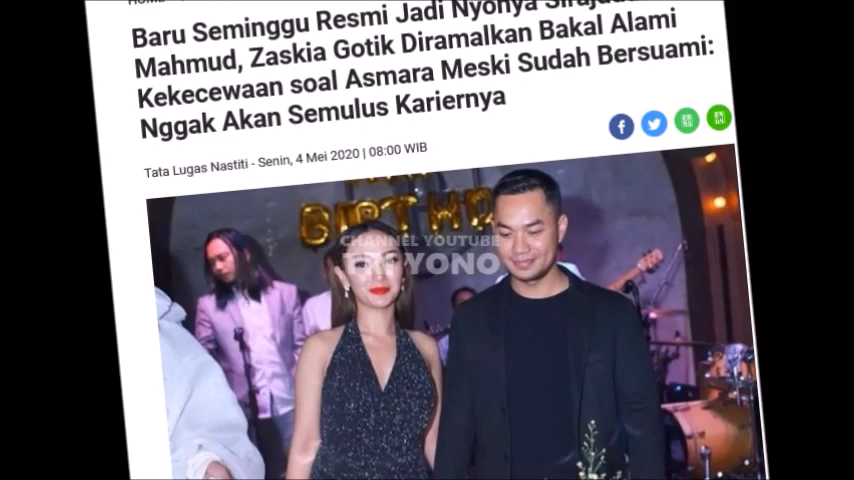 Baru Seminggu Resmi Jadi Nyonya
Mahmud, Zaskia Gotik Diramalkan Bakal Alami
Kekecewaan soal Asmara Meski Sudah Bersuami:
Nggak Akan Semulus Kariernya
Tata Lugas Nastiti - Senin, 4 Mei 2020 | 08:00 WIB
CHANNEL YOUTUBE
TRIYONO